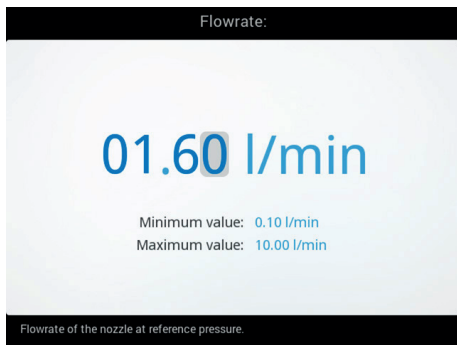 Flowrate:
01.60 l/min
Minimum value: 0.10 l/min
Maximum value: 10.00 l/min
Flowrate of the nozzle at reference pressure.